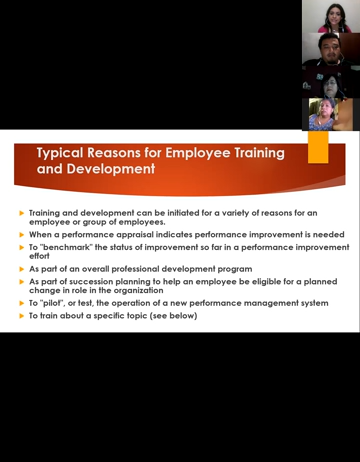 Typical Reasons for Employee Training
and Development
Training and development can be initiated for a variety of reasons for an
employee or group of employees.
When a performance appraisal indicates performance improvement is needed
To "benchmark" the status of improvement so far in a performance improvement
effort
As part of an overall professional development program
As part of succession planning to help an employee be eligible for a planned
change in role in the organization
To "pilot", or test, the operation of a new performance management system
To train about a specific topic (see below)